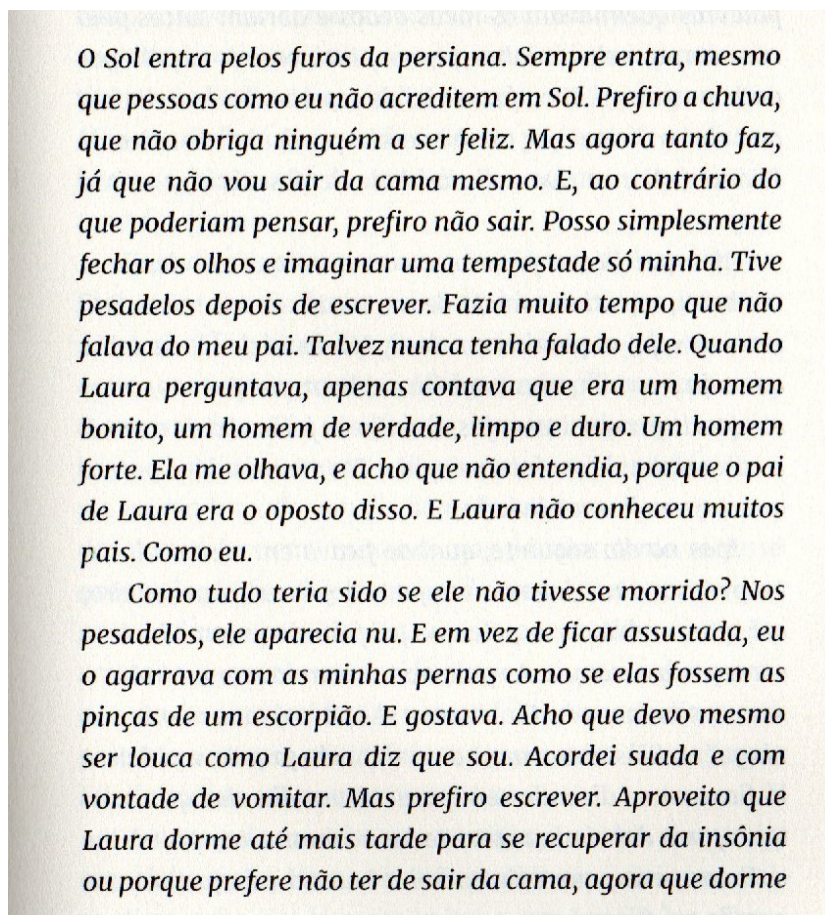 O Sol entra pelos furos da persiana. Sempre entra, mesmo
que pessoas como eu não acreditem em Sol. Prefiro a chuva,
que não obriga ninguém a ser feliz. Mas agora tanto faz,
já que não vou sair da cama mesmo. E, ao contrário do
que poderiam pensar, prefiro não sair. Posso simplesmente
fechar os olhos e imaginar uma tempestade só minha. Tive
pesadelos depois de escrever. Fazia muito tempo que não
falava do meu pai. Talvez nunca tenha falado dele. Quando
Laura perguntava, apenas contava que era um homem
bonito, um homem de verdade, limpo e duro. Um homem
forte. Ela me olhava, e acho que não entendia, porque o pai
de Laura era o oposto disso. E Laura não conheceu muitos
pais. Como eu.
Como tudo teria sido se ele não tivesse morrido? Nos
pesadelos, ele aparecia nu. E em vez de ficar assustada, eu
o agarrava com as minhas pernas como se elas fossem as
pinças de um escorpião. E gostava. Acho que devo mesmo
ser louca como Laura diz que sou. Acordei suada e com
vontade de vomitar. Mas prefiro escrever. Aproveito que
Laura dorme até mais tarde para se recuperar da insônia
ou porque prefere não ter de sair da cama, agora que dorme